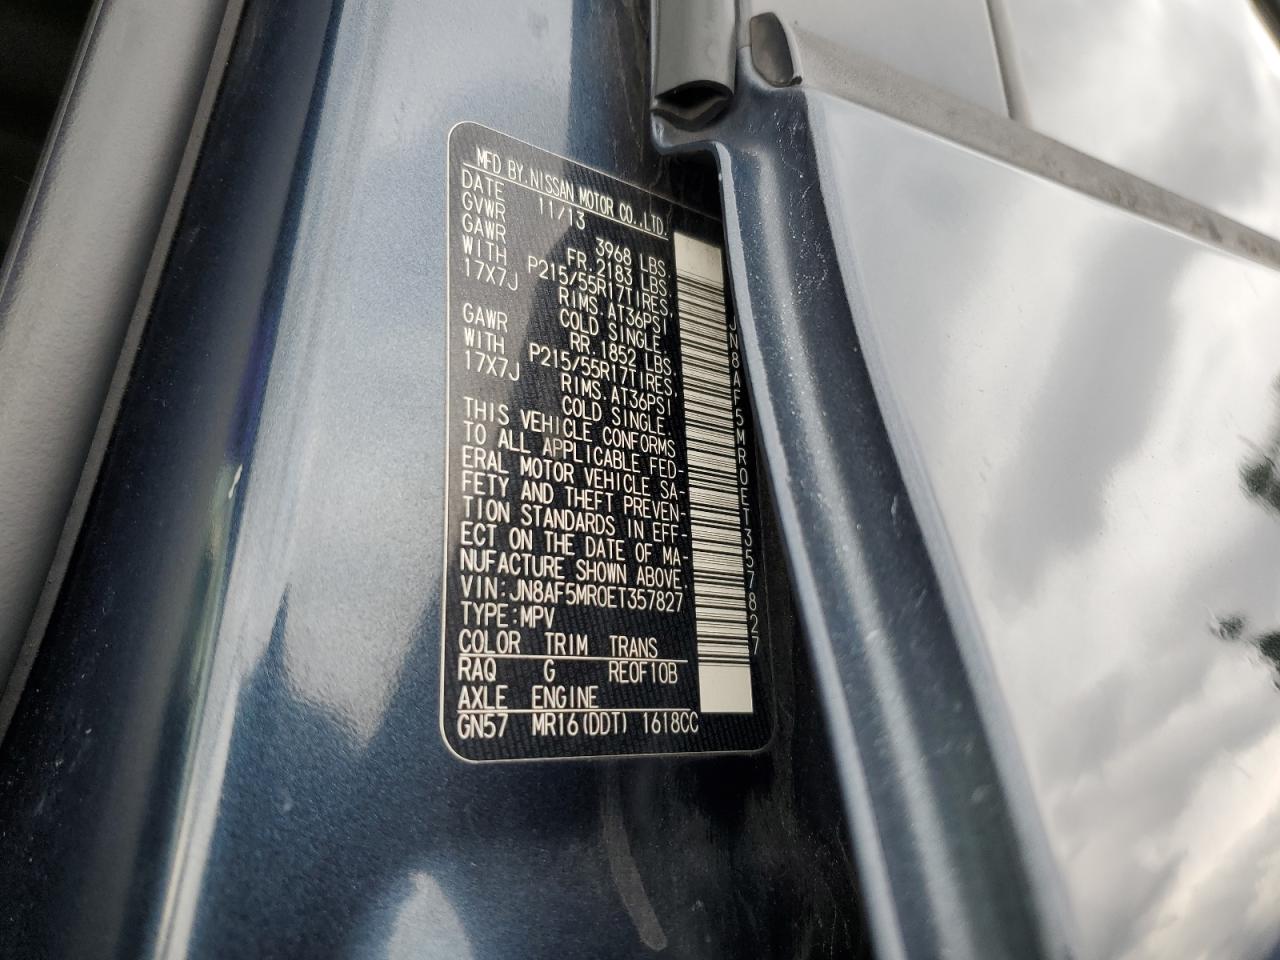 MFD BY.NISSAN MOTOR CO.,LTD.
DATE 11/13
GVWR 3968 LBS.
GAWR FR.2183 LBS.
WITH P215/55R17TIRES,
17X7J RIMS.AT36PSI
COLD SINGLE.
GAWR RR.1852 LBS.
WITH P215/55R17TIRES,
17X7J RIMS.AT36PSI
COLD SINGLE.
THIS VEHICLE CONFORMS
TO ALL APPLICABLE FED-
ERAL MOTOR VEHICLE SA-
FETY AND THEFT PREVEN-
TION STANDARDS IN EFF-
ECT ON THE DATE OF MA-
NUFACTURE SHOWN ABOVE.
VIN:JN8AF5MR0ET357827
TYPE:MPV
COLOR TRIM TRANS
RAQ G RE0F10B
AXLE ENGINE
GN57 MR16(DDT) 1618CC
JN8AF5MR0ET357827